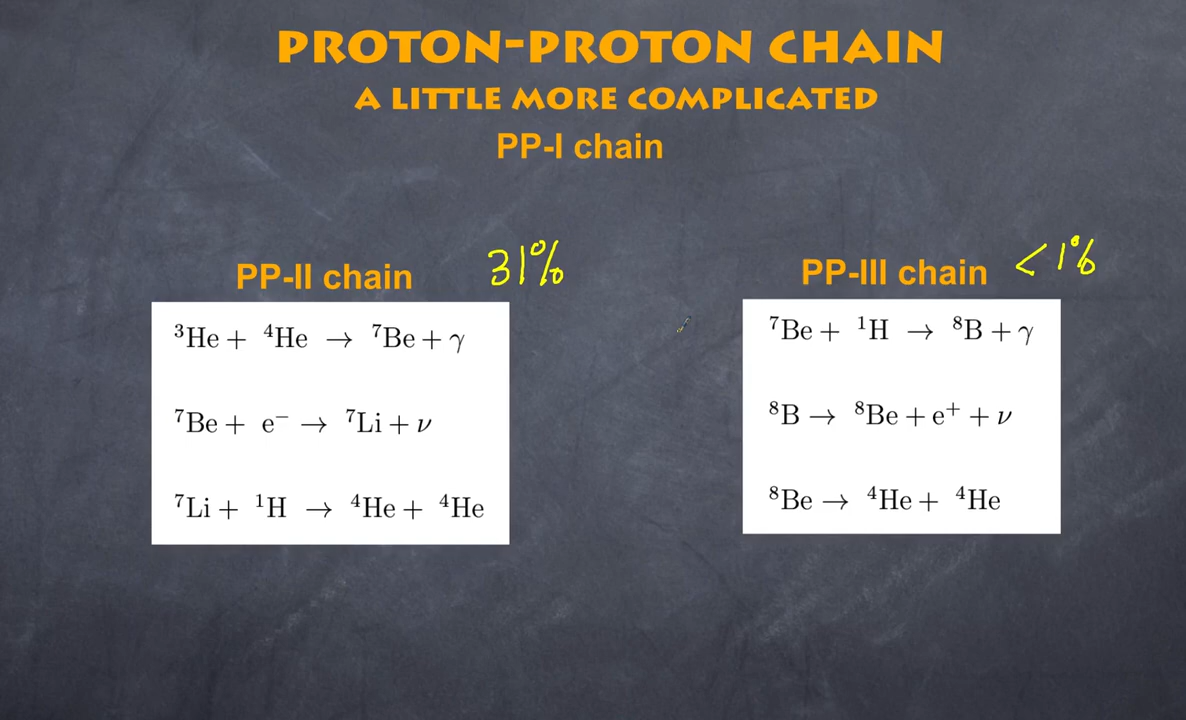 PROTON-PROTON CHAIN
A LITTLE MORE COMPLICATED
PP-I chain
PP-II chain 31%
³He + ⁴He → ⁷Be + γ
⁷Be + e⁻ → ⁷Li + ν
⁷Li + ¹H → ⁴He + ⁴He
PP-III chain <1%
⁷Be + ¹H → ⁸B + γ
⁸B → ⁸Be + e⁺ + ν
⁸Be → ⁴He + ⁴He